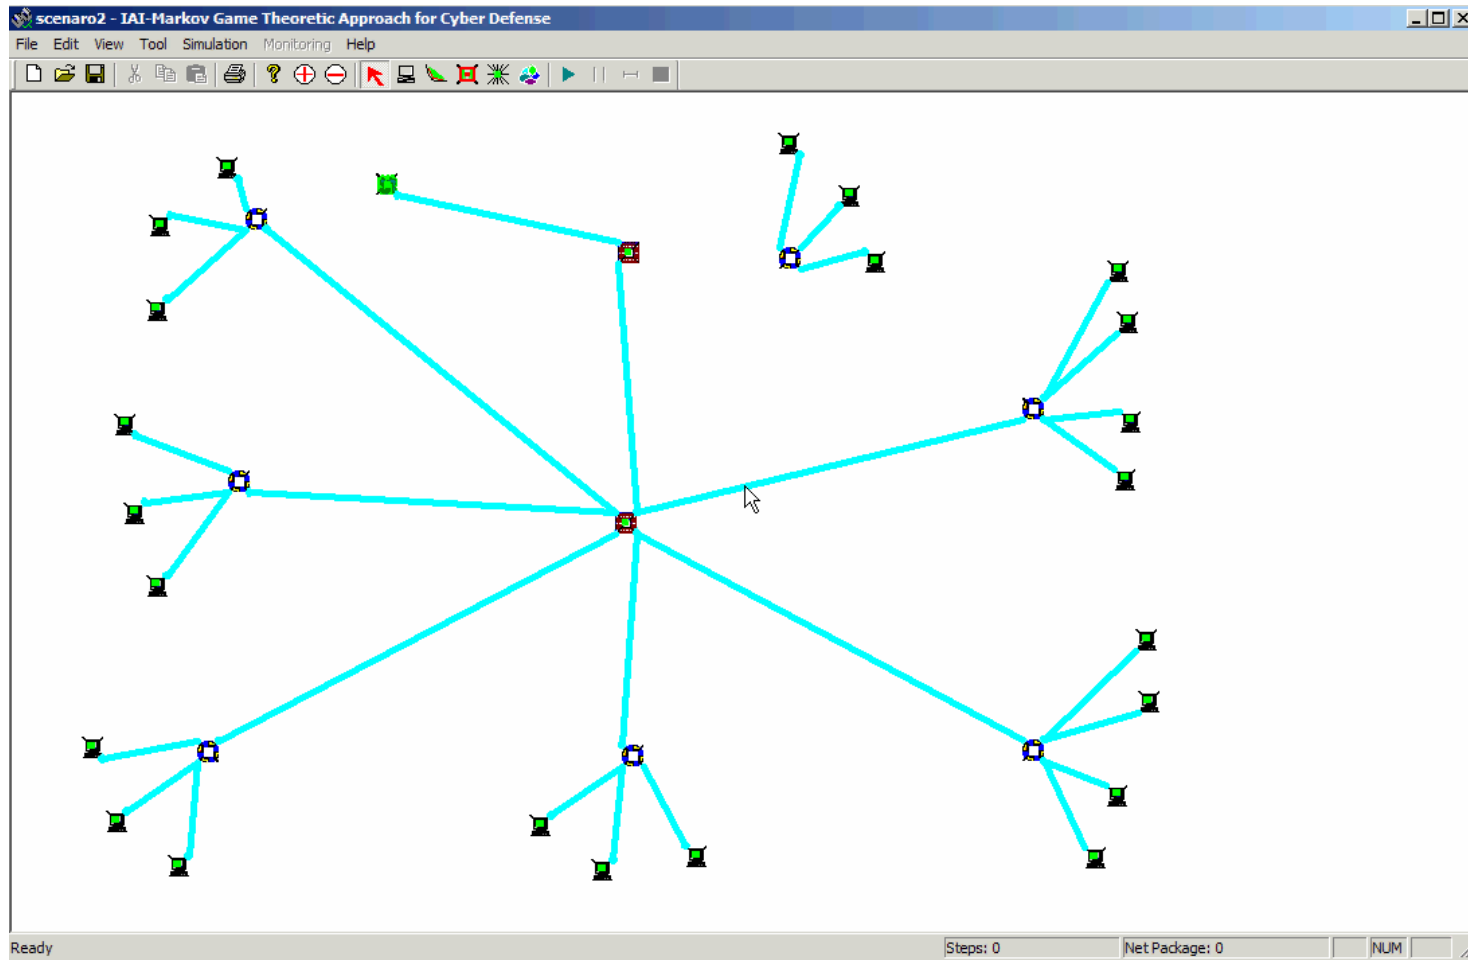 scenaro2 - IAI-Markov Game Theoretic Approach for Cyber Defense
File Edit View Tool Simulation Monitoring Help
Ready Steps: 0 Net Package: 0 NUM